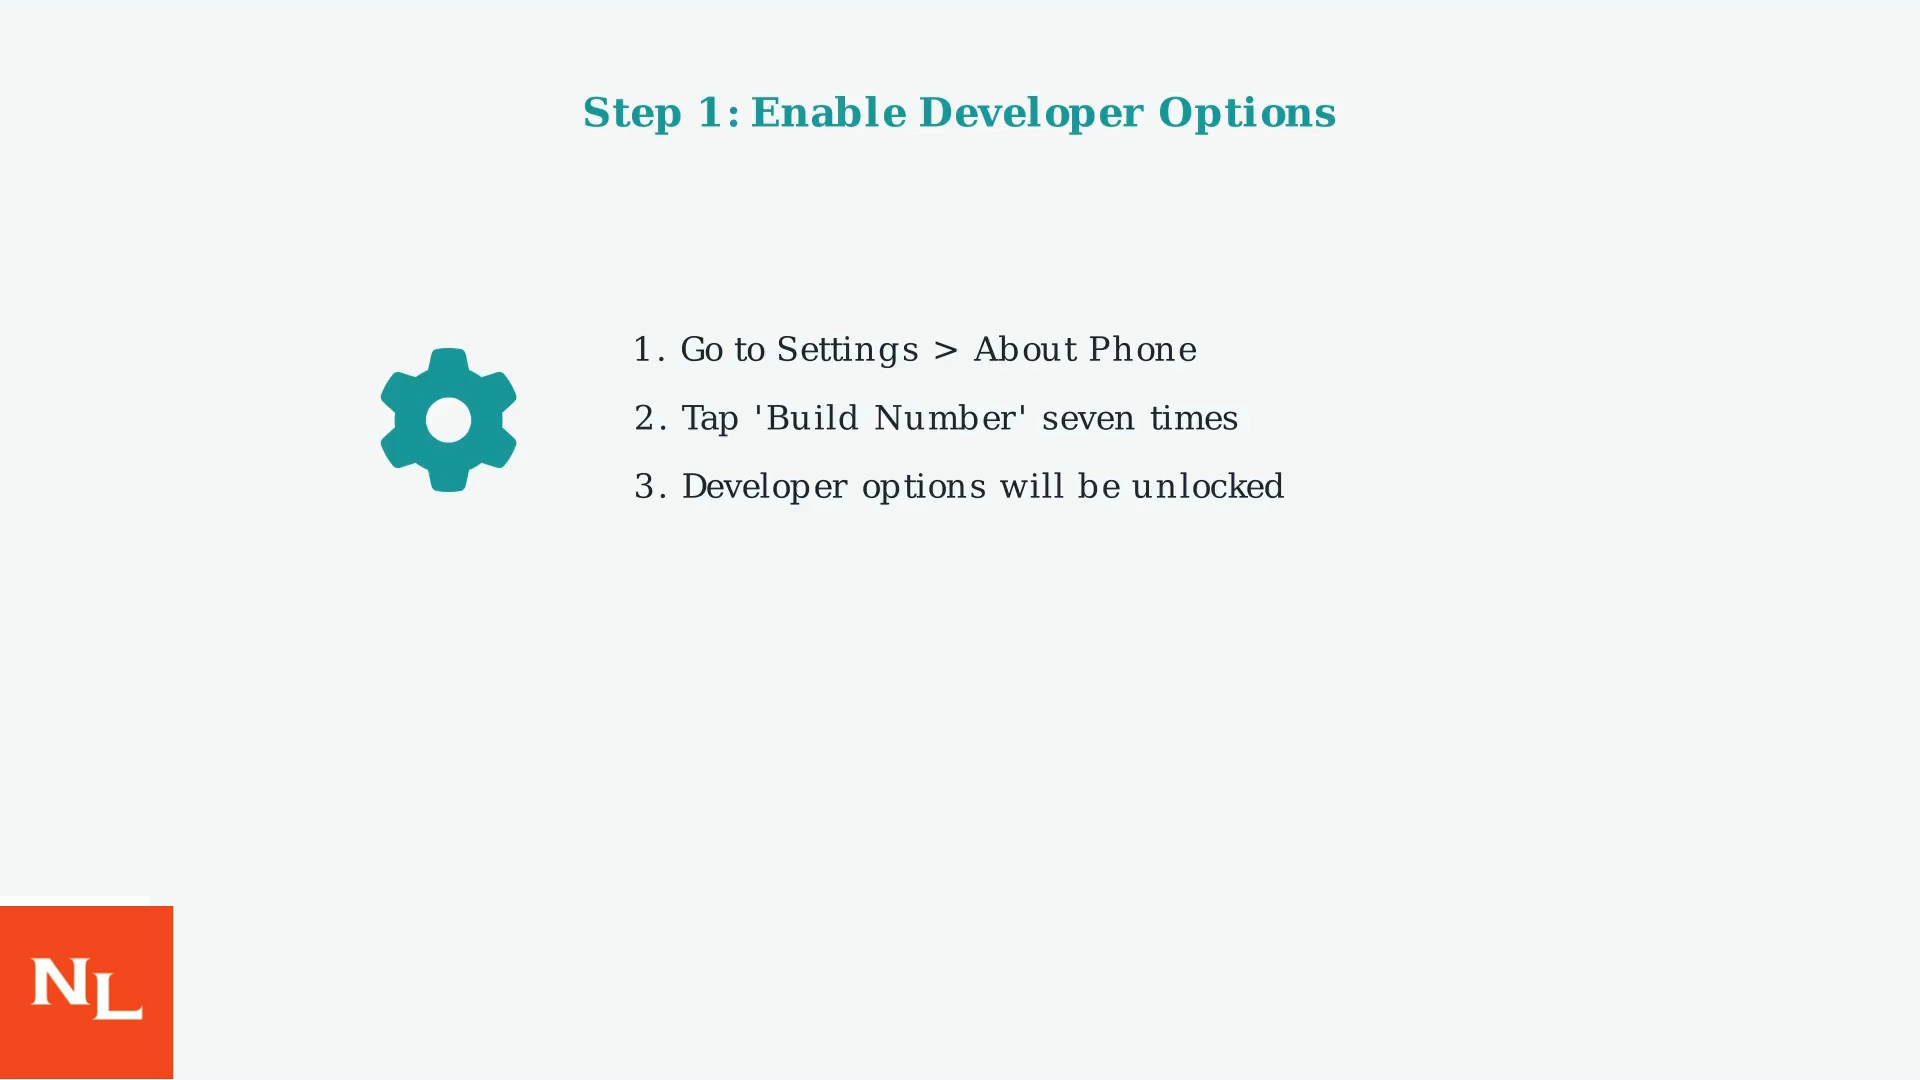 Step 1: Enable Developer Options
1. Go to Settings > About Phone
2. Tap 'Build Number' seven times
3. Developer options will be unlocked
NL